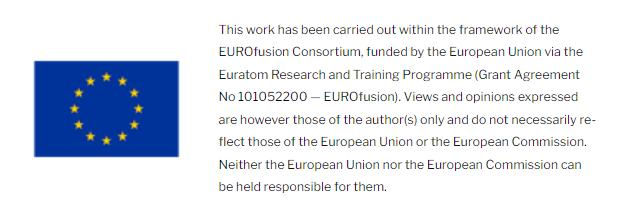 This work has been carried out within the framework of the
EUROfusion Consortium, funded by the European Union via the
Euratom Research and Training Programme (Grant Agreement
No 101052200 — EUROfusion). Views and opinions expressed
are however those of the author(s) only and do not necessarily re-
flect those of the European Union or the European Commission.
Neither the European Union nor the European Commission can
be held responsible for them.